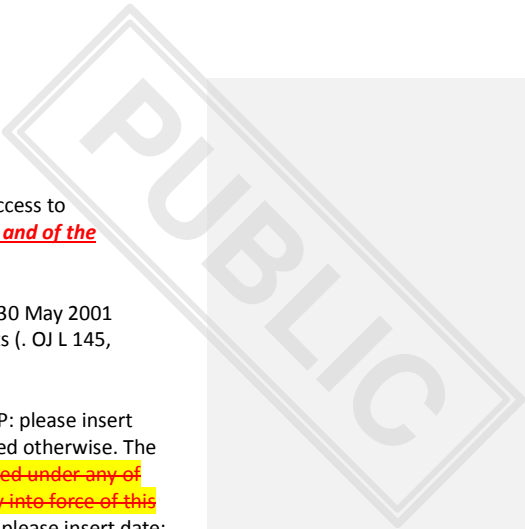 PUBLIC
ccess to
and of the
30 May 2001
s (. OJ L 145,
P: please insert
ed otherwise. The
ed under any of
y into force of this
please insert date: